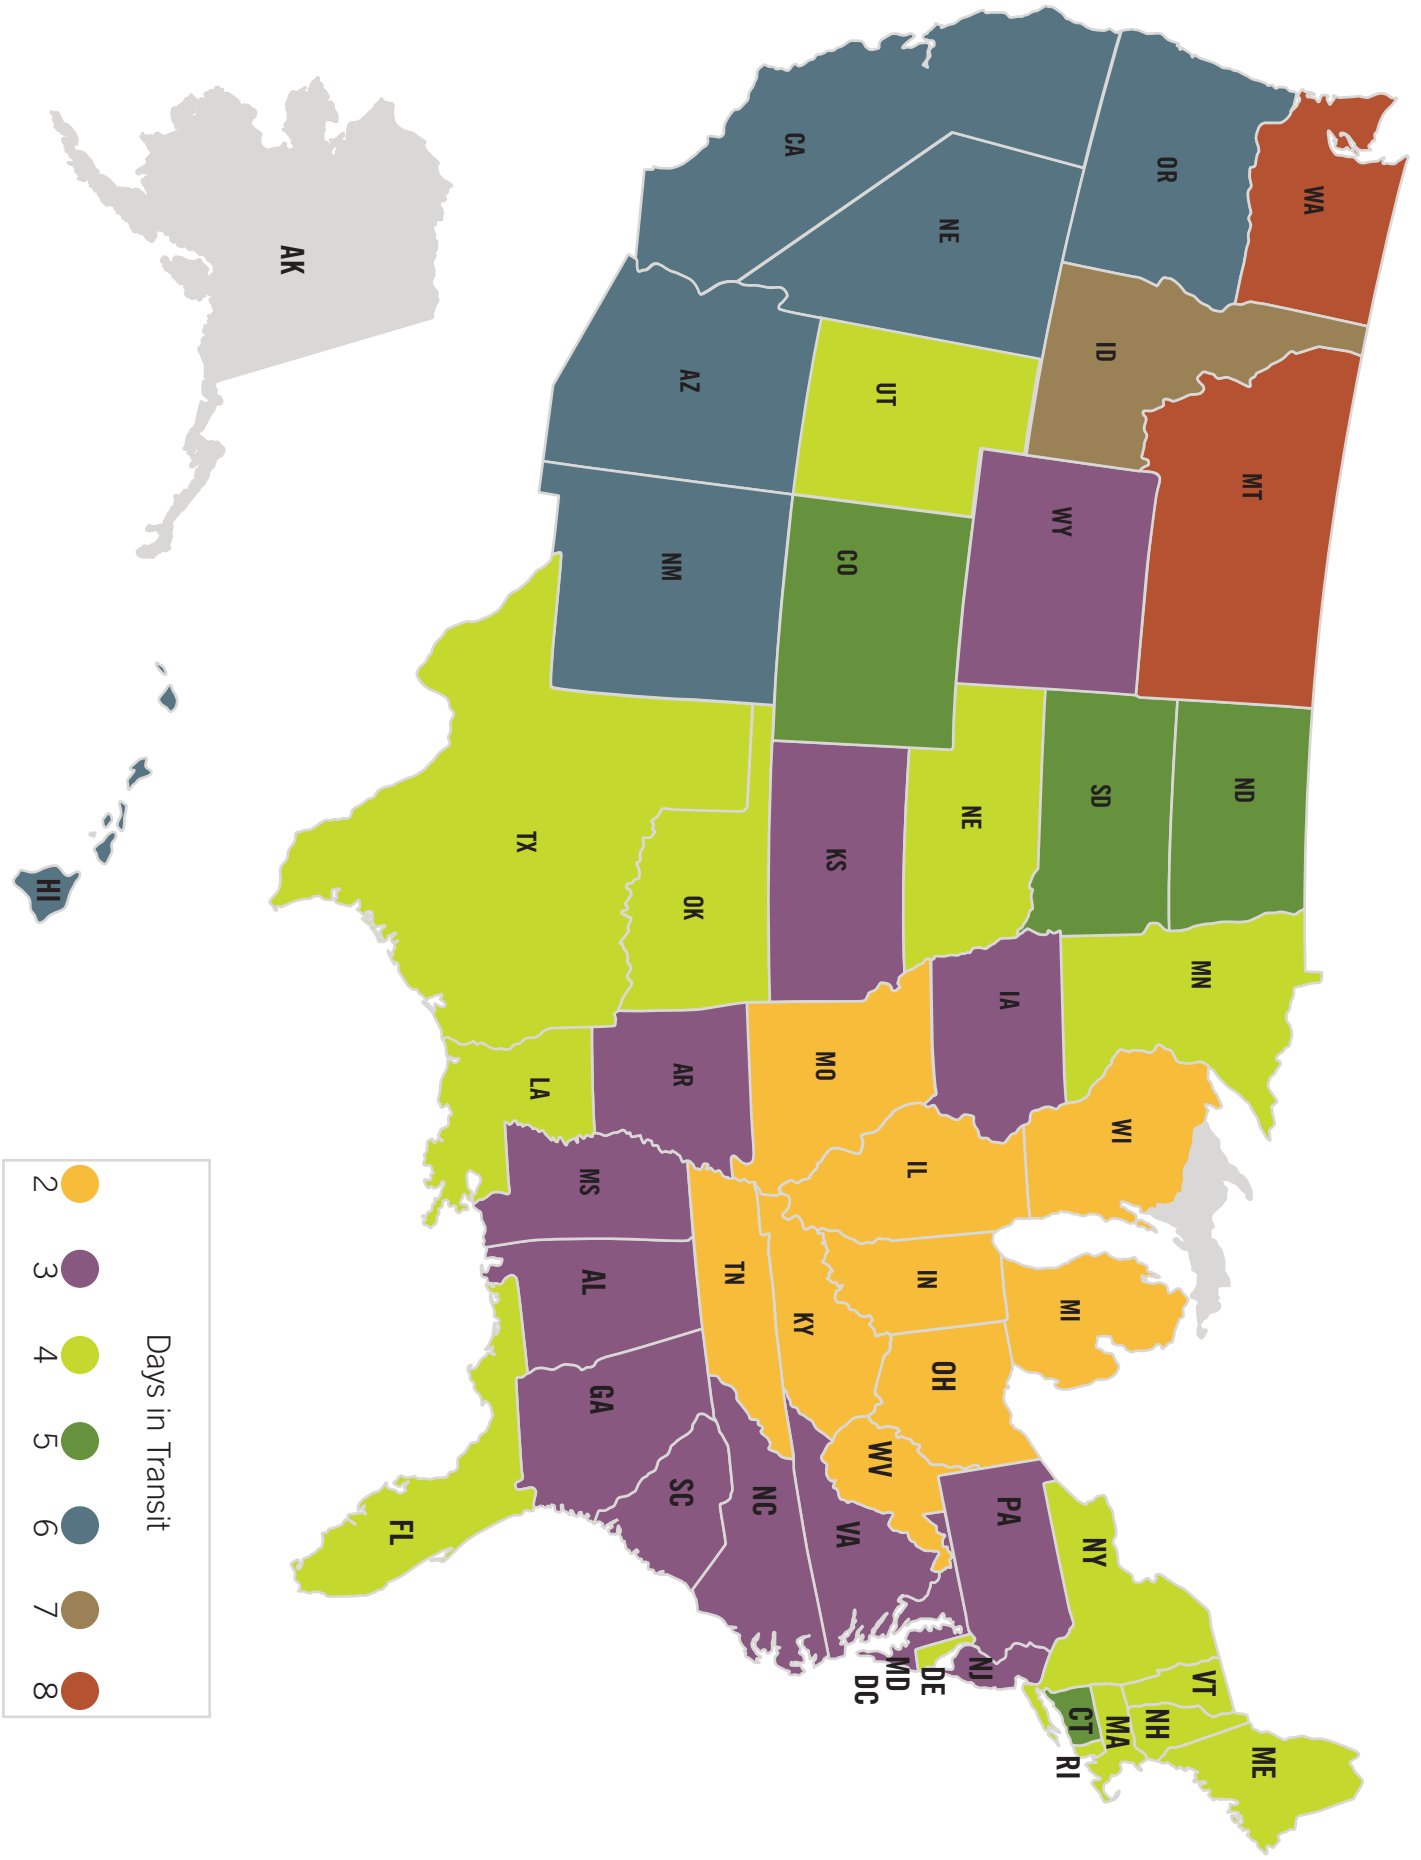 WA
OR
CA
NE
ID
MT
WY
UT
AZ
CO
NM
ND
SD
NE
KS
OK
TX
MN
IA
MO
AR
LA
WI
IL
MI
IN
OH
KY
TN
MS
AL
GA
FL
SC
NC
VA
WV
PA
NY
VT
NH
ME
MA
CT
RI
NJ
DE
MD
DC
AK
HI
Days in Transit
2
3
4
5
6
7
8